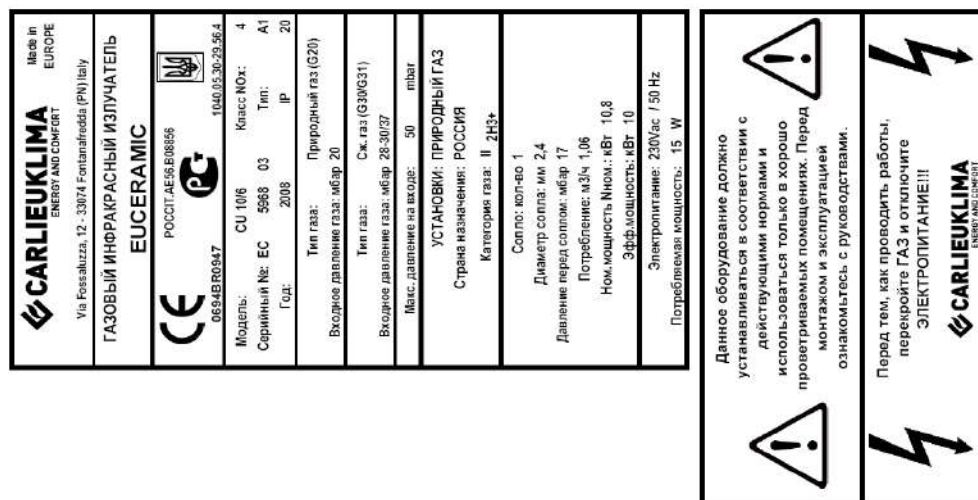 CARLIEUKLIMA
ENERGY AND COMFORT
Made in
EUROPE
Via Fossaluzza, 12 - 33074 Fontanafredda (PN) Italy
ГАЗОВЫЙ ИНФРАКРАСНЫЙ ИЗЛУЧАТЕЛЬ
EUCERAMIC
CE
РОССIT.АЕ56.В08856
0694BR0947
РСТ
1040.05.30-29.56.4
Модель: CU 10/6 Класс NOx: 4
Серийный №: EC 5968 03 Тип: A1
Год: 2008 IP 20
Тип газа: Природный газ (G20)
Входное давление газа: мбар 20
Тип газа: Сж. газ (G30/G31)
Входное давление газа: мбар 28-30/37
Макс. давление на входе: 50 mbar
УСТАНОВКИ: ПРИРОДНЫЙ ГАЗ
Страна назначения: РОССИЯ
Категория газа: II 2H3+
Сопло: кол-во 1
Диаметр сопла: мм 2,4
Давление перед соплом: мбар 17
Потребление: м3/ч 1,06
Ном. мощность Nном.: кВт 10,8
Эфф.мощность: кВт 10
Электропитание: 230Vac / 50 Hz
Потребляемая мощность: 15 W
Данное оборудование должно
устанавливаться в соответствии с
действующими нормами и
использоваться только в хорошо
проветриваемых помещениях. Перед
монтажом и эксплуатацией
ознакомьтесь с руководствами.
Перед тем, как проводить работы,
перекройте ГАЗ и отключите
ЭЛЕКТРОПИТАНИЕ!!!
CARLIEUKLIMA
ENERGY AND COMFORT